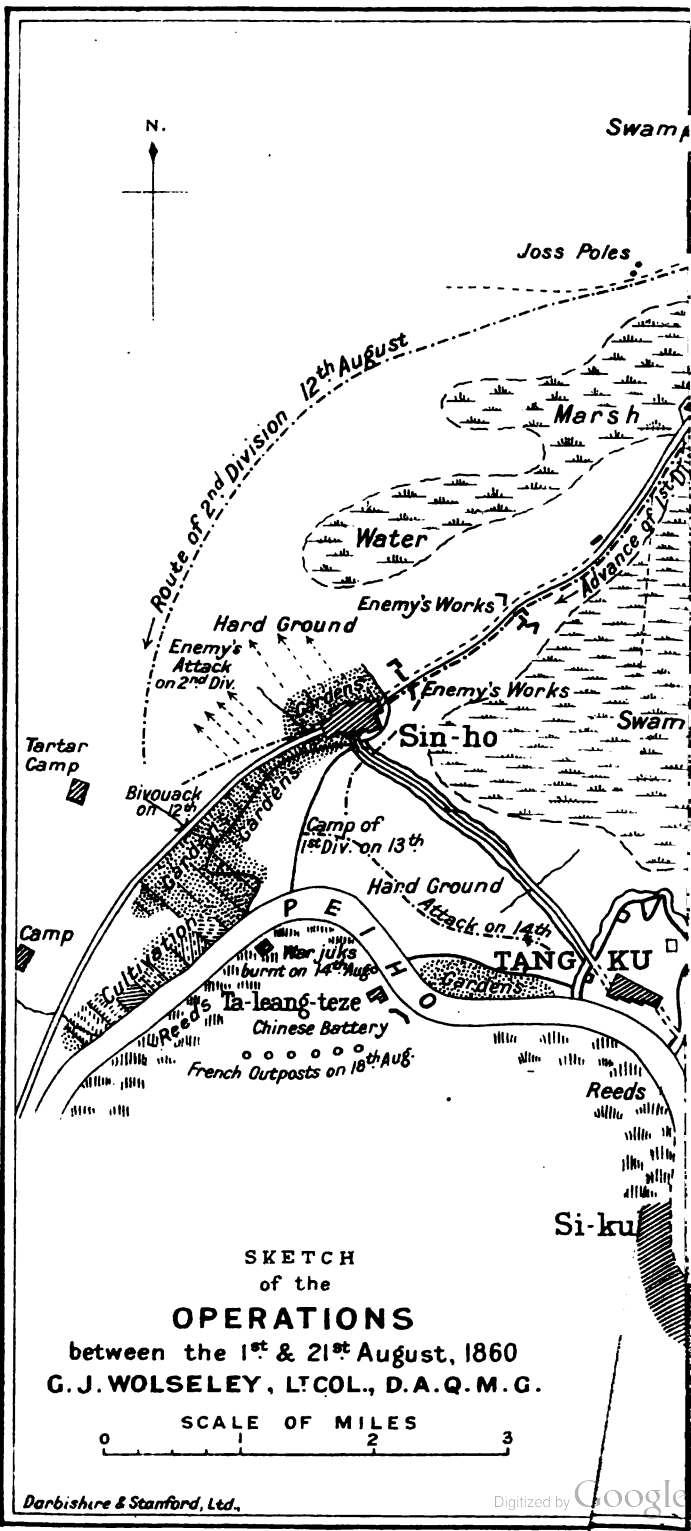 N.
Swamp
Joss Poles
Route of 2nd Division 12th August
Marsh
Water
Advance of 1st Di
Enemy's Works
Hard Ground
Enemy's
Attack
on 2nd Div.
Gardens
Enemy's Works
Sin-ho
Swam
Tartar
Camp
Bivouack
on 12th
Gardens
Gardens
Camp of
1st Div. on 13th
Hard Ground
Attack on 14th
Camp
Cultivation
PEIHO
War juks
burnt on 14th Aug
TANG KU
Gardens
Reeds
Ta-leang-teze
Chinese Battery
French Outposts on 18th Aug.
Reeds
Si-ku
SKETCH
of the
OPERATIONS
between the 1st & 21st August, 1860
G. J. WOLSELEY, LT COL., D.A.Q.M.G.
SCALE OF MILES
0 1 2 3
Darbishire & Stanford, Ltd.,
Digitized by Google